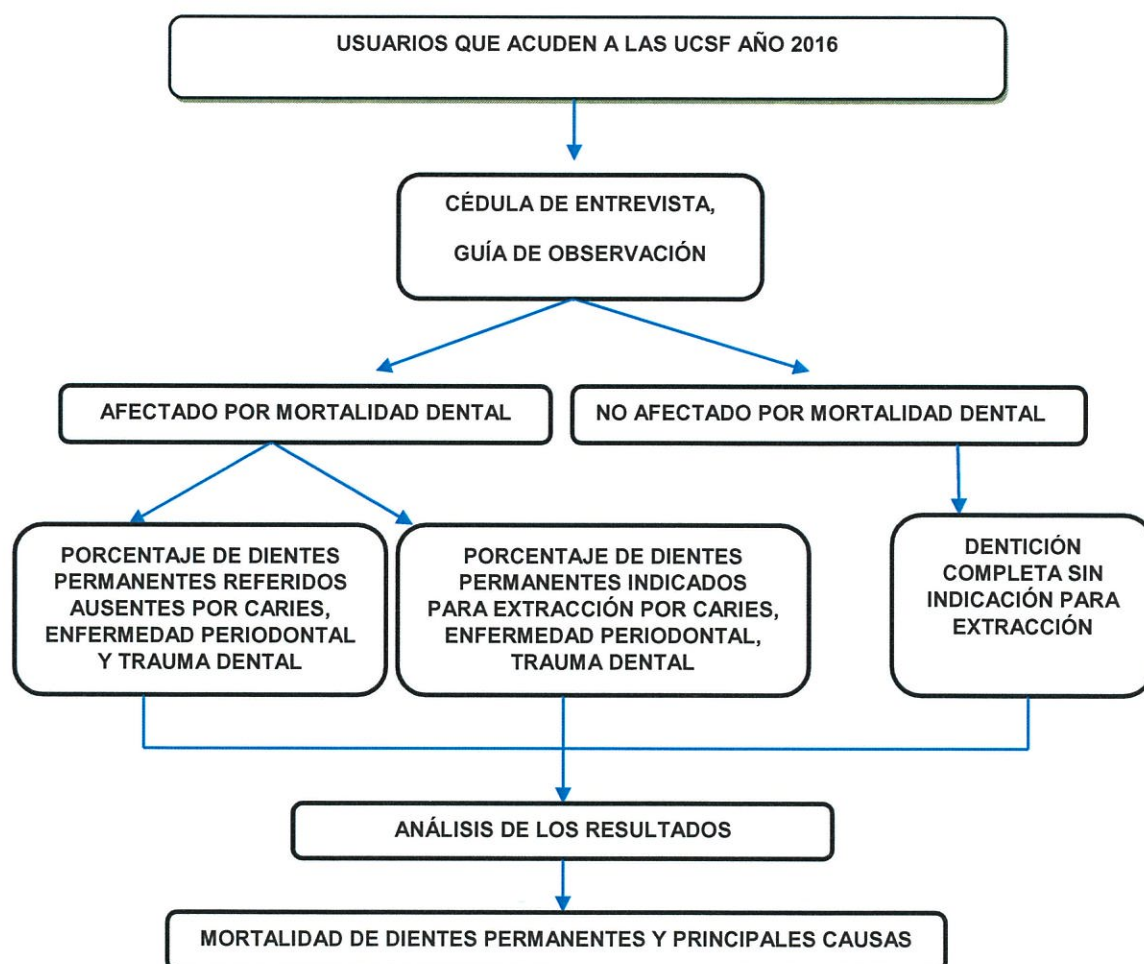 USUARIOS QUE ACUDEN A LAS UCSF AÑO 2016
CÉDULA DE ENTREVISTA,
GUÍA DE OBSERVACIÓN
AFECTADO POR MORTALIDAD DENTAL
NO AFECTADO POR MORTALIDAD DENTAL
PORCENTAJE DE DIENTES
PERMANENTES REFERIDOS
AUSENTES POR CARIES,
ENFERMEDAD PERIODONTAL
Y TRAUMA DENTAL
PORCENTAJE DE DIENTES
PERMANENTES INDICADOS
PARA EXTRACCIÓN POR CARIES,
ENFERMEDAD PERIODONTAL,
TRAUMA DENTAL
DENTICIÓN
COMPLETA SIN
INDICACIÓN PARA
EXTRACCIÓN
ANÁLISIS DE LOS RESULTADOS
MORTALIDAD DE DIENTES PERMANENTES Y PRINCIPALES CAUSAS